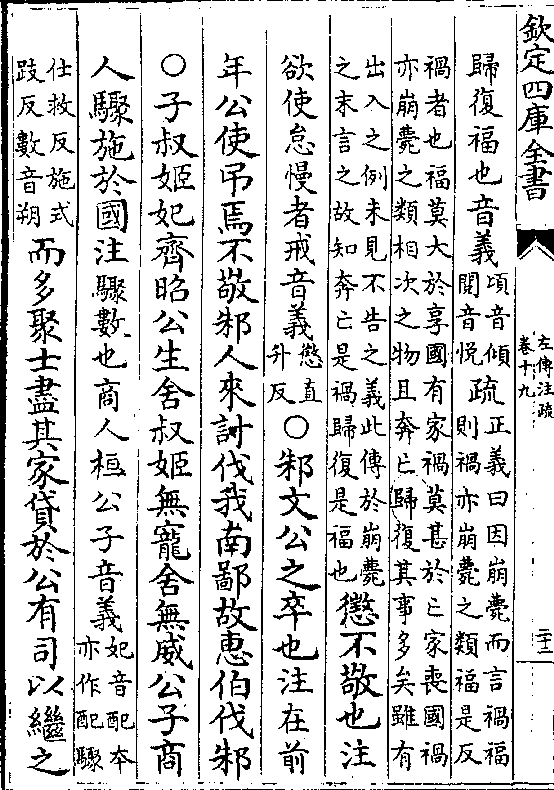 欽定四庫全書
左傳注疏
卷十九
歸復福也音義
頃音傾
閱音悅
疏
正義曰因崩薨而言禍福
則禍亦崩薨之類福是反
禍者也福莫大於享國有家禍莫甚於亡家喪國禍
亦崩薨之類相次之物且奔亡歸復其事多矣雖有
出入之例未見不告之義此傳於崩薨
之末言之故知奔亡是禍歸復是福也
懲不敬也注
欲使怠慢者戒音義
懲直
升反
○邾文公之卒也注在前
年公使弔焉不敬邾人來討伐我南鄙故惠伯伐邾
○子叔姬妃齊昭公生舍叔姬無寵舍無威公子商
人驟施於國注驟數也商人桓公子音義
妃音配本
亦作配驟
仕救反施式
豉反數音朔
而多聚士盡其家貸於公有司以繼之